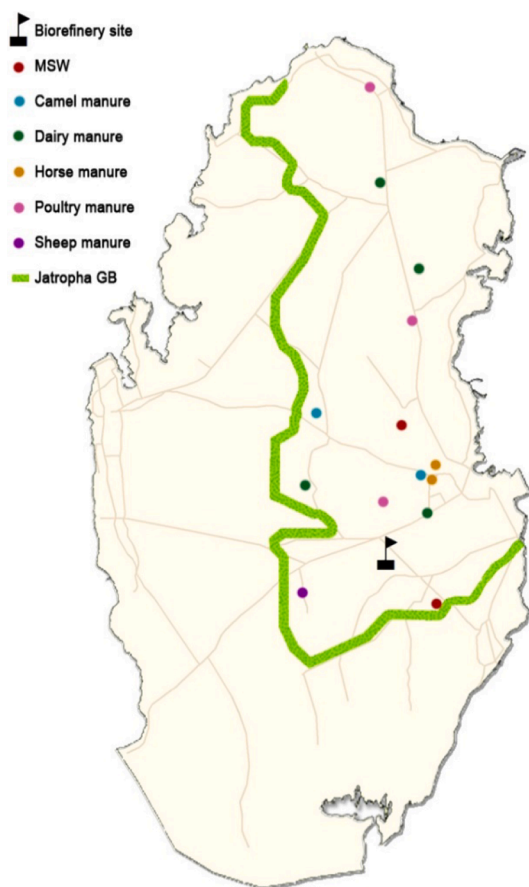 Biorefinery site
MSW
Camel manure
Dairy manure
Horse manure
Poultry manure
Sheep manure
Jatropha GB